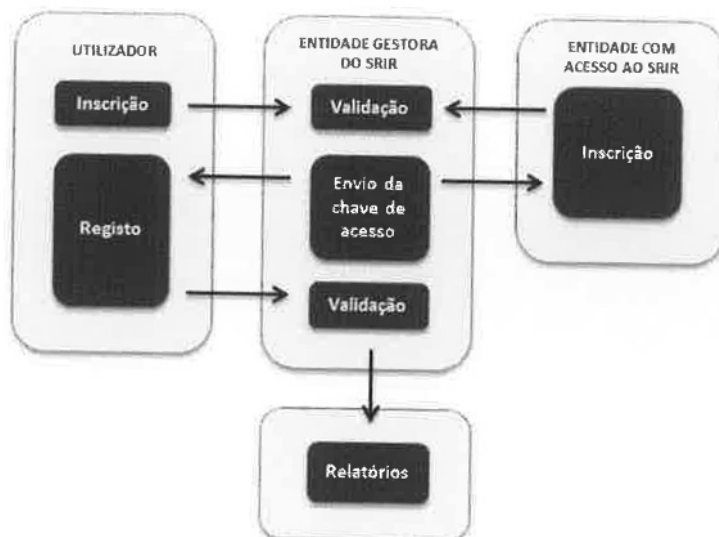 UTILIZADOR
Inscrição
Registo
ENTIDADE GESTORA
DO SRIR
Validação
Envio da
chave de
acesso
Validação
ENTIDADE COM
ACESSO AO SRIR
Inscrição
Relatórios